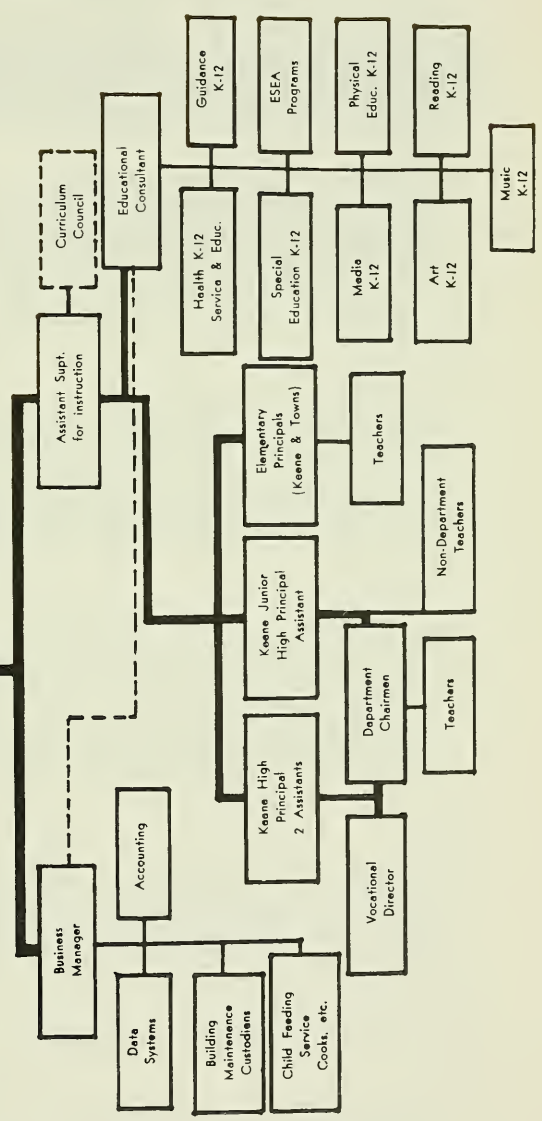 Business
Manager
Assistant Supt.
for instruction
Curriculum
Council
Educational
Consultant
Data
Systems
Accounting
Building
Maintenence
Custodians
Child Feeding
Service
Cooks, etc.
Keene High
Principal
2 Assistants
Keene Junior
High Principal
Assistant
Elementary
Principals
(Keene & Towns)
Teachers
Vocational
Director
Department
Chairmen
Teachers
Non-Department
Teachers
Health K-12
Service & Educ.
Guidance
K-12
Special
Education K-12
ESEA
Programs
Media
K-12
Physical
Educ. K-12
Art
K-12
Reading
K-12
Music
K-12